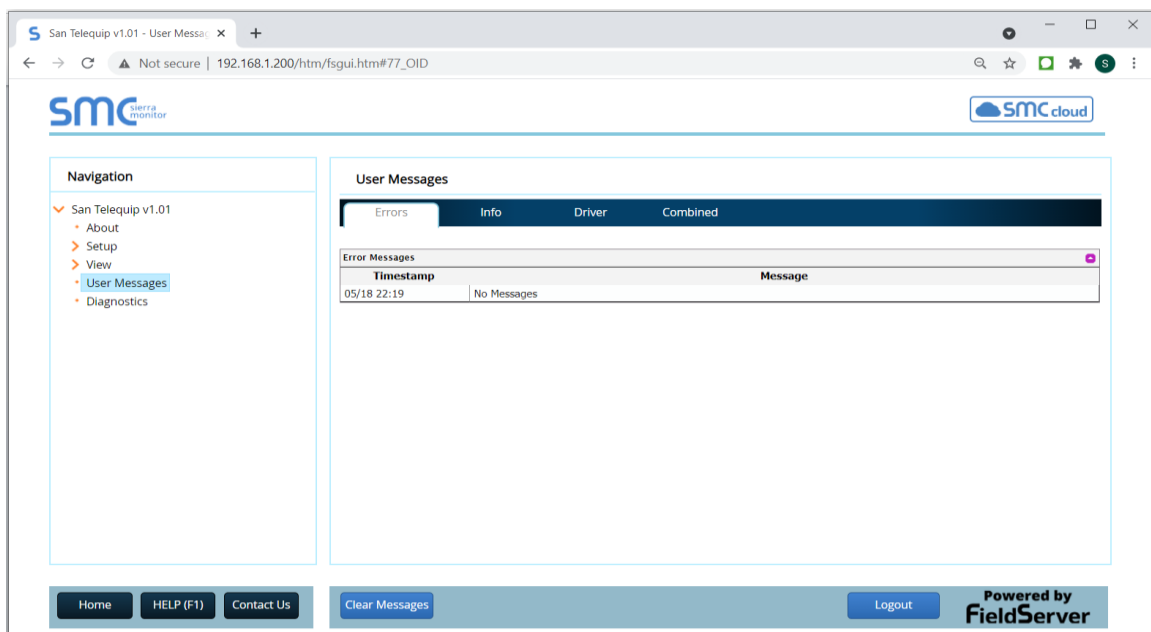 San Telequip v1.01 - User Messag
Not secure | 192.168.1.200/htm/fsgui.htm#77_OID
S
smc sierra monitor
SMC cloud
Navigation
San Telequip v1.01
About
Setup
View
User Messages
Diagnostics
User Messages
Errors Info Driver Combined
Error Messages
Timestamp Message
05/18 22:19 No Messages
Home HELP (F1) Contact Us
Clear Messages Logout
Powered by
FieldServer